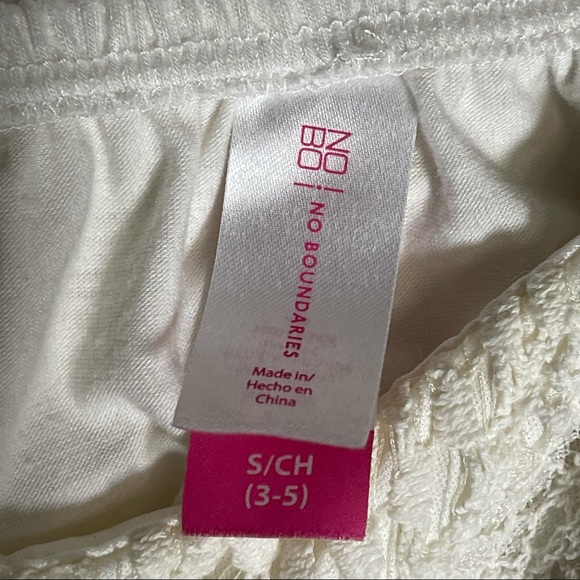 NO
BO
NO BOUNDARIES
Made in/
Hecho en
China
S/CH
(3-5)